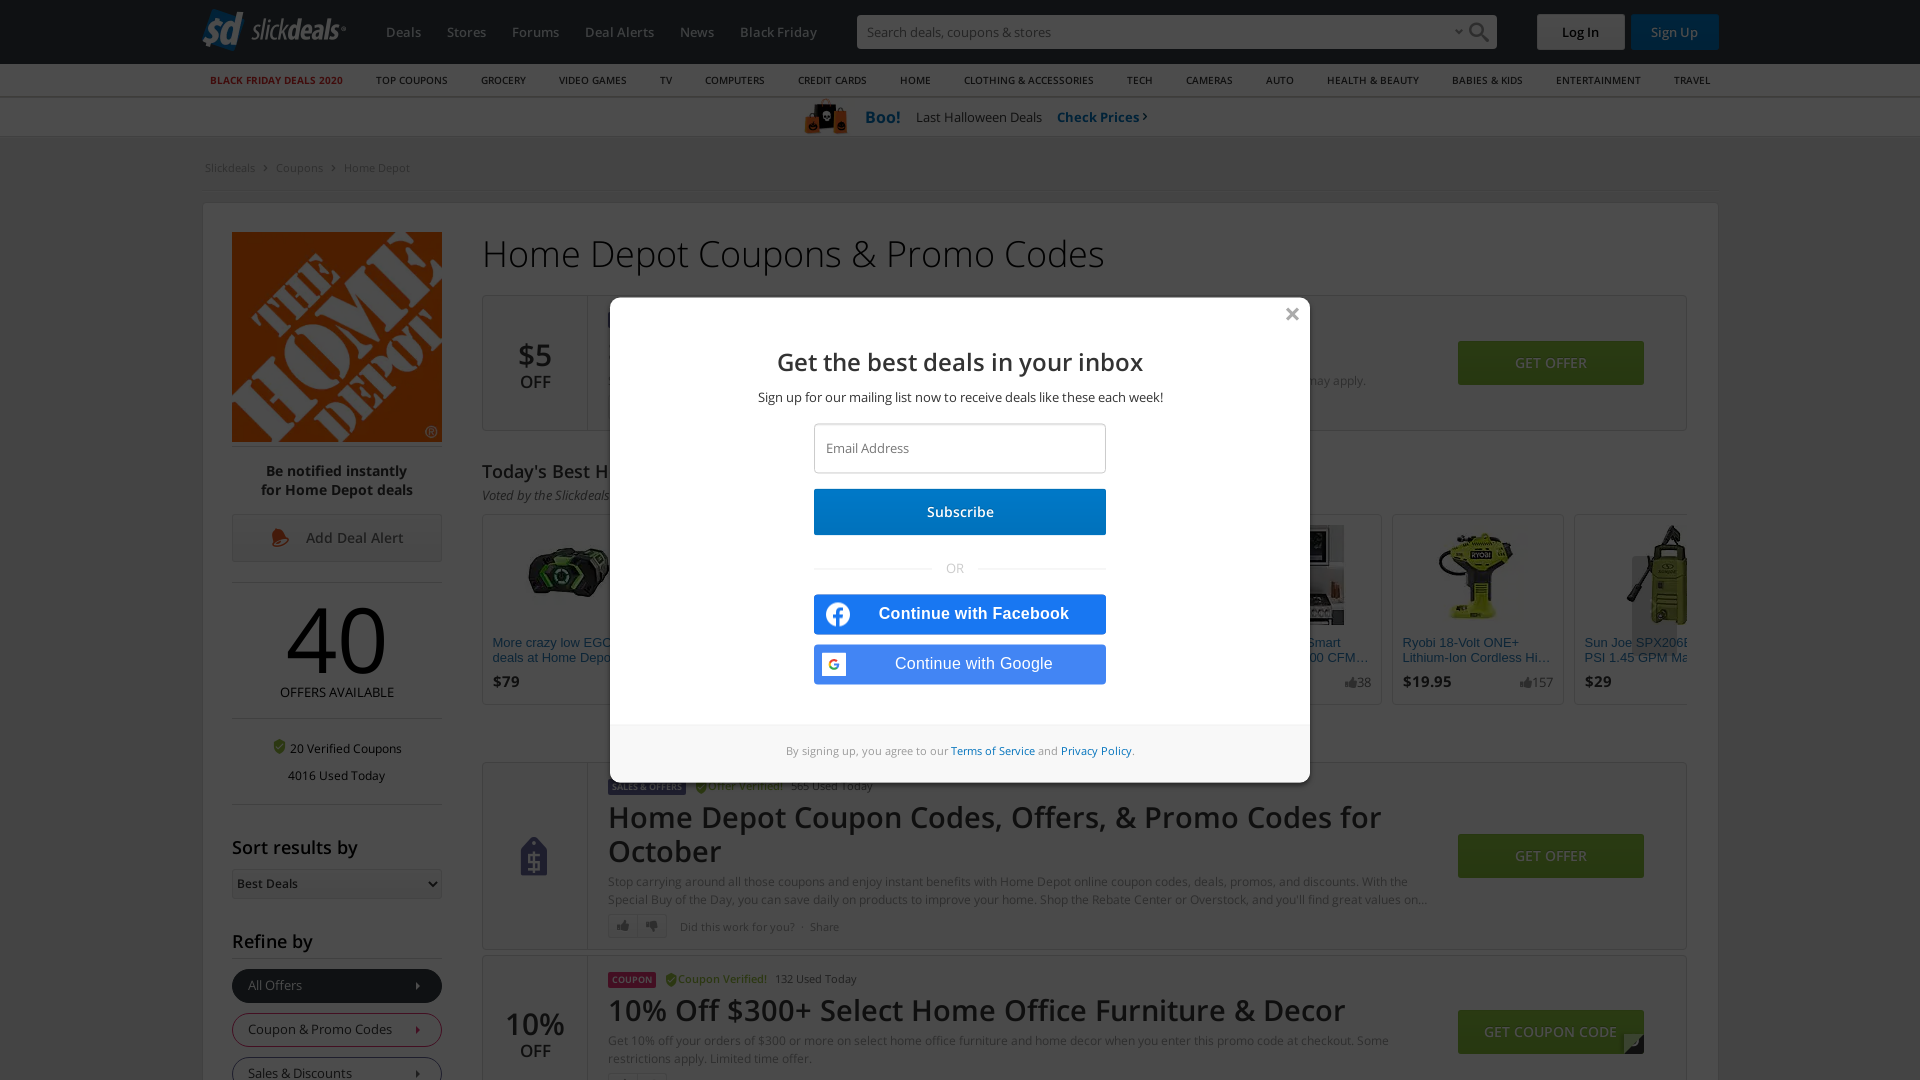 sd slickdeals
Deals
Stores
Forums
Deal Alerts
News
Black Friday
Search deals, coupons & stores
Log In
Sign Up
BLACK FRIDAY DEALS 2020
TOP COUPONS
GROCERY
VIDEO GAMES
TV
COMPUTERS
CREDIT CARDS
HOME
CLOTHING & ACCESSORIES
TECH
CAMERAS
AUTO
HEALTH & BEAUTY
BABIES & KIDS
ENTERTAINMENT
TRAVEL
Boo! Last Halloween Deals Check Prices
Slickdeals
Coupons
Home Depot
THE HOME DEPOT ®
Be notified instantly
for Home Depot deals
Add Deal Alert
40
OFFERS AVAILABLE
20 Verified Coupons
4016 Used Today
Sort results by
Best Deals
Refine by
All Offers
Coupon & Promo Codes
Sales & Discounts
Home Depot Coupons & Promo Codes
$5
OFF
may apply.
GET OFFER
Today's Best H
Voted by the Slickdeals
More crazy low EGO
deals at Home Depo
$79
Smart
00 CFM…
38
RYOBI
Ryobi 18-Volt ONE+
Lithium-Ion Cordless Hi…
$19.95
157
Sun Joe SPX206E
PSI 1.45 GPM Ma
$29
Get the best deals in your inbox
Sign up for our mailing list now to receive deals like these each week!
Email Address
Subscribe
OR
Continue with Facebook
Continue with Google
By signing up, you agree to our Terms of Service and Privacy Policy.
SALES & OFFERS
Offer Verified!
565 Used Today
Home Depot Coupon Codes, Offers, & Promo Codes for
October
Stop carrying around all those coupons and enjoy instant benefits with Home Depot online coupon codes, deals, promos, and discounts. With the
Special Buy of the Day, you can save daily on products to improve your home. Shop the Rebate Center or Overstock, and you'll find great values on...
Did this work for you? · Share
GET OFFER
10%
OFF
COUPON
Coupon Verified!
132 Used Today
10% Off $300+ Select Home Office Furniture & Decor
Get 10% off your orders of $300 or more on select home office furniture and home decor when you enter this promo code at checkout. Some
restrictions apply. Limited time offer.
GET COUPON CODE